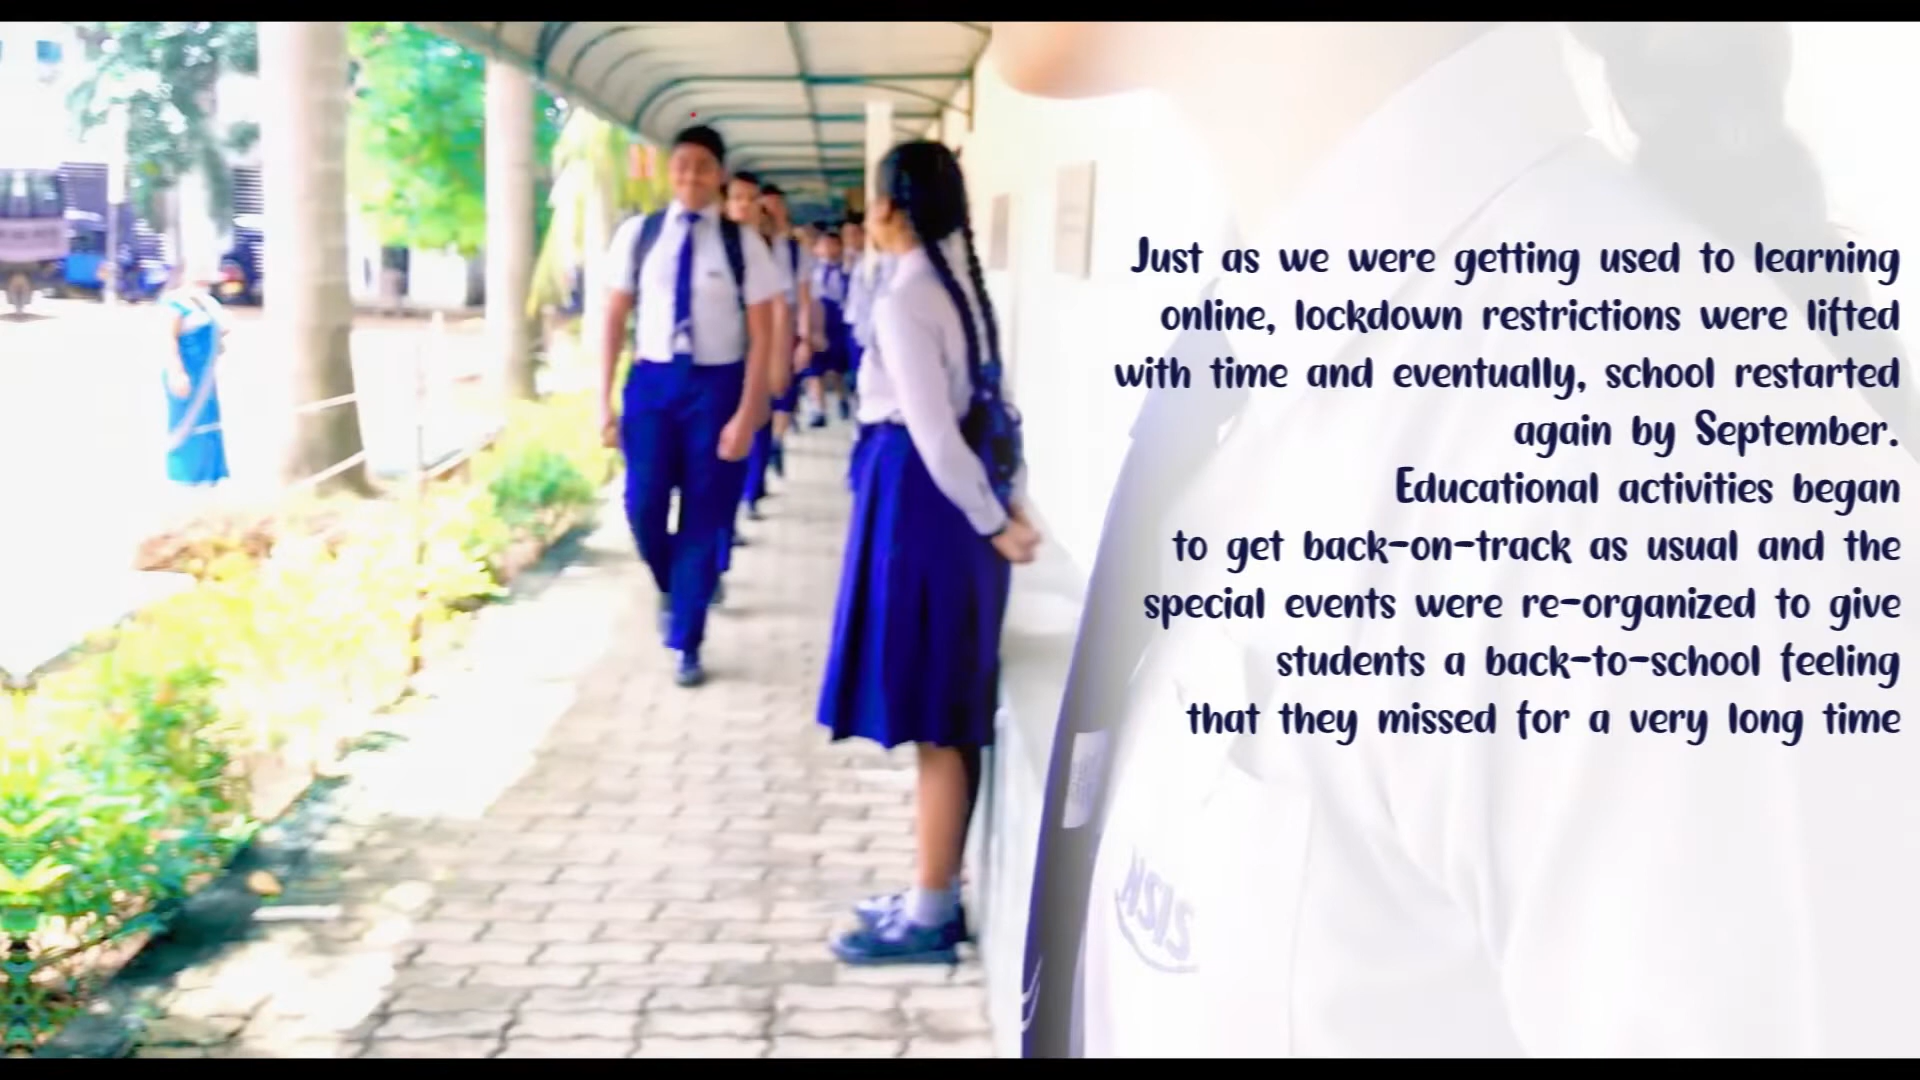 Just as we were getting used to learning
online, lockdown restrictions were lifted
with time and eventually, school restarted
again by September.
Educational activities began
to get back-on-track as usual and the
special events were re-organized to give
students a back-to-school feeling
that they missed for a very long time